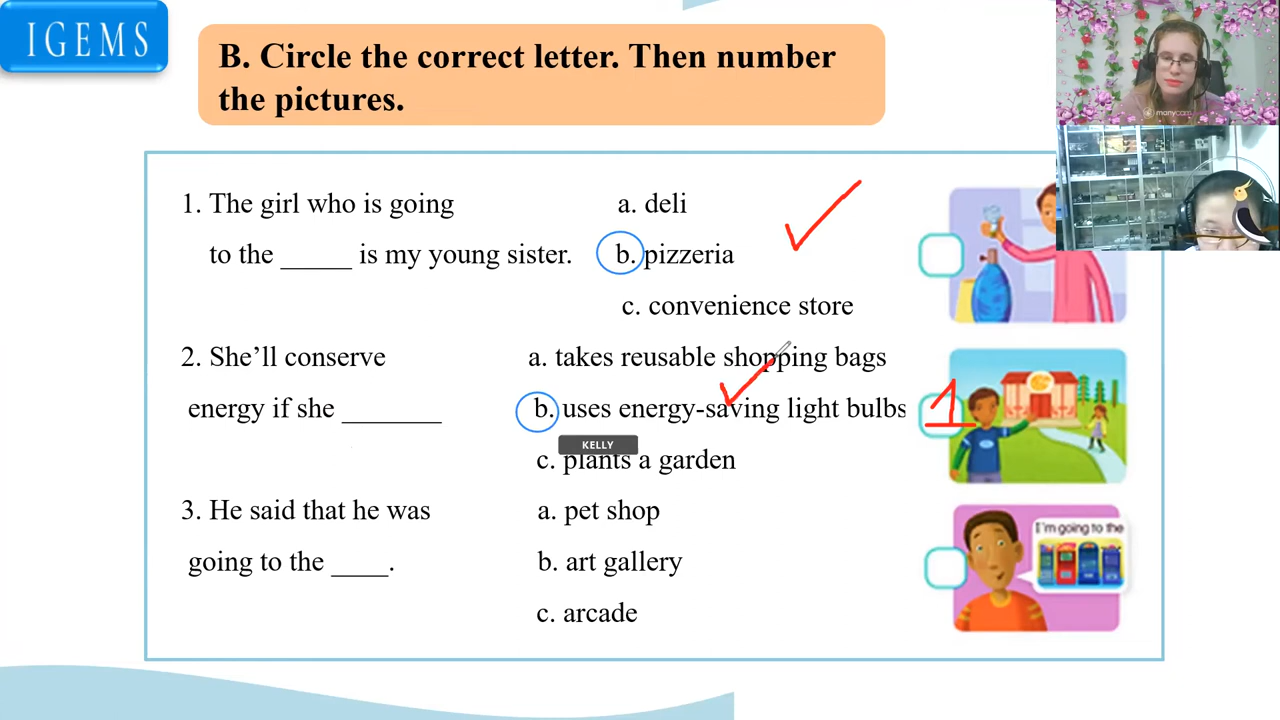 IGEMS
B. Circle the correct letter. Then number
the pictures.
manycam
1. The girl who is going
to the _____ is my young sister.
a. deli
b. pizzeria
c. convenience store
2. She’ll conserve
energy if she _______
a. takes reusable shopping bags
b. uses energy-saving light bulbs
KELLY
c. plants a garden
3. He said that he was
going to the ____.
a. pet shop
b. art gallery
c. arcade
1
I'm going to the